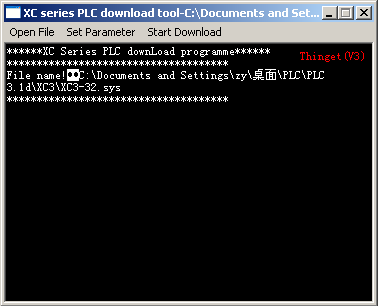 XC series PLC download tool-C:\Documents and Set...
Open File Set Parameter Start Download
******XC Series PLC downLoad programme******
Thinget(V3)
*************************************
File name!■■C:\Documents and Settings\zy\桌面\PLC\PLC
3.1d\XC3\XC3-32.sys
*************************************